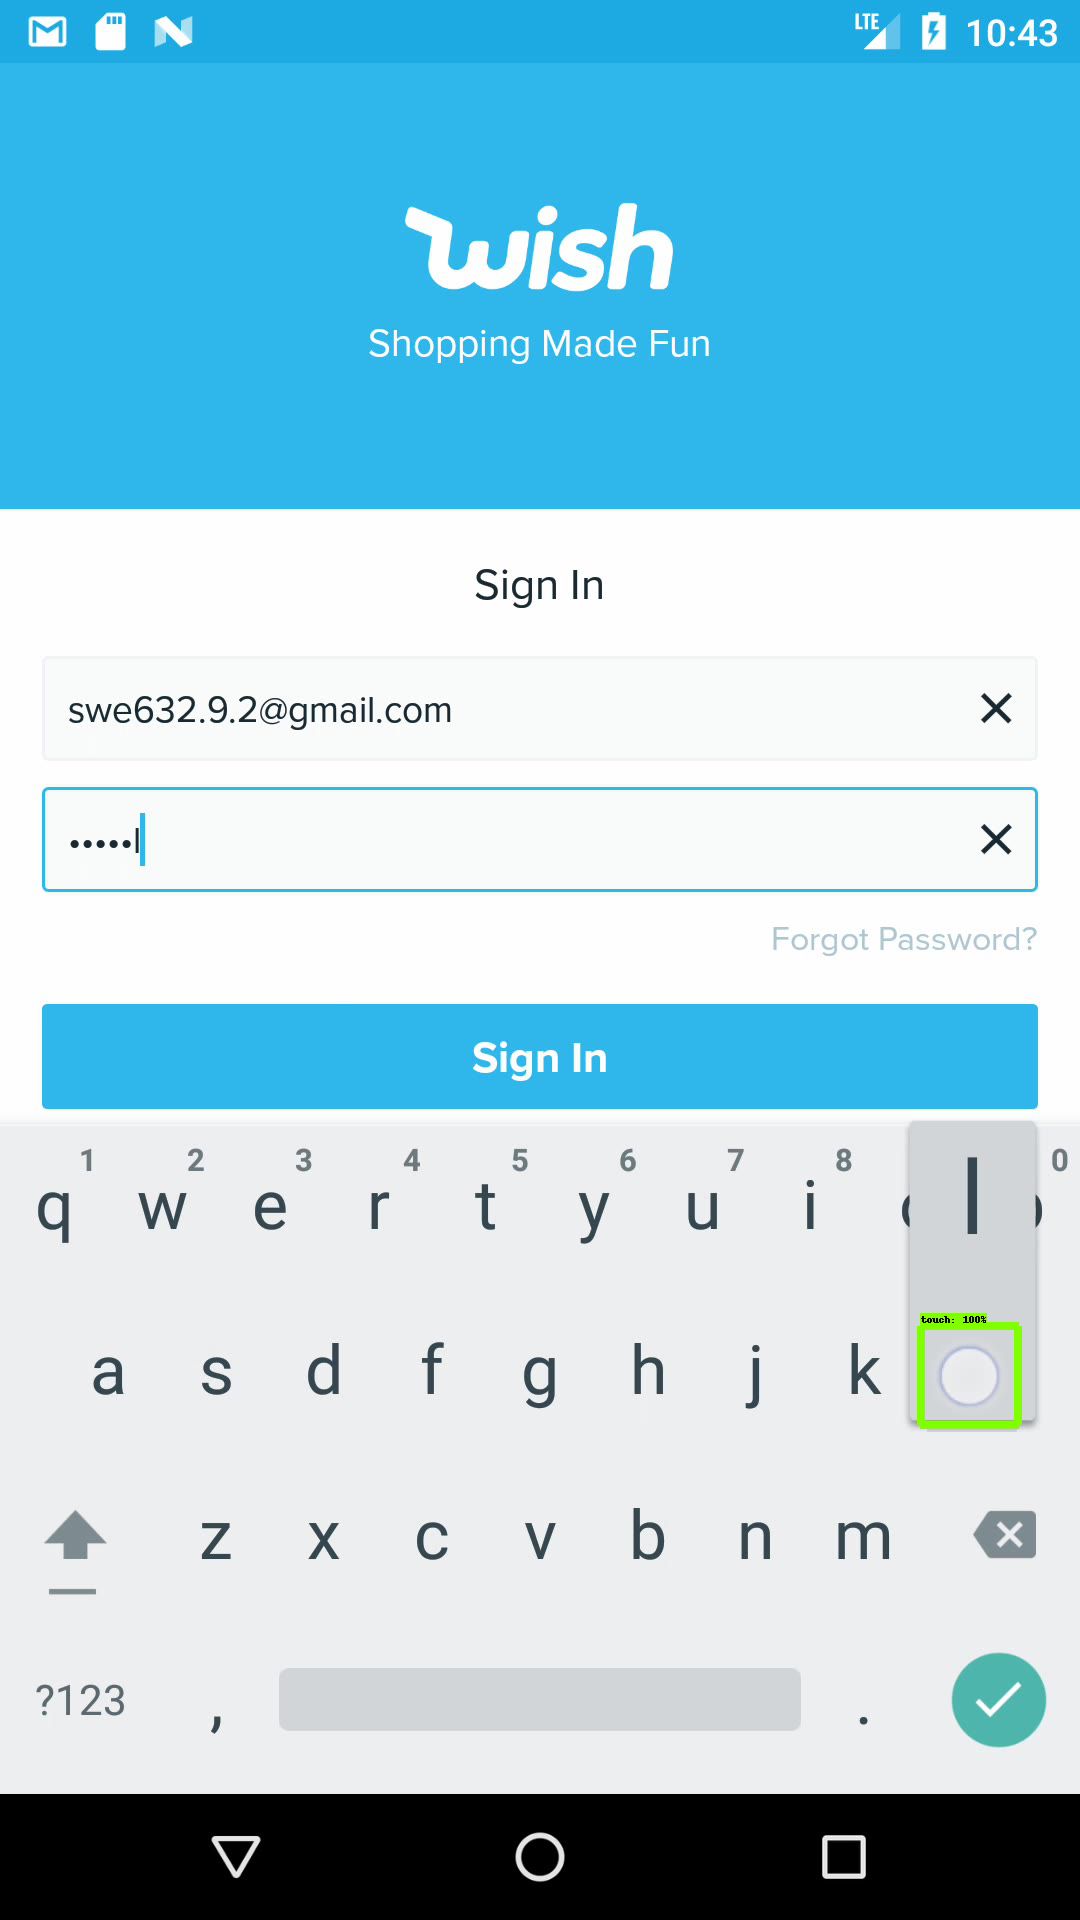 LTE 10:43
wish
Shopping Made Fun
Sign In
swe632.9.2@gmail.com
•••••l
Forgot Password?
Sign In
1 2 3 4 5 6 7 8 0
q w e r t y u i l
touch: 100%
a s d f g h j k
z x c v b n m
?123 , .